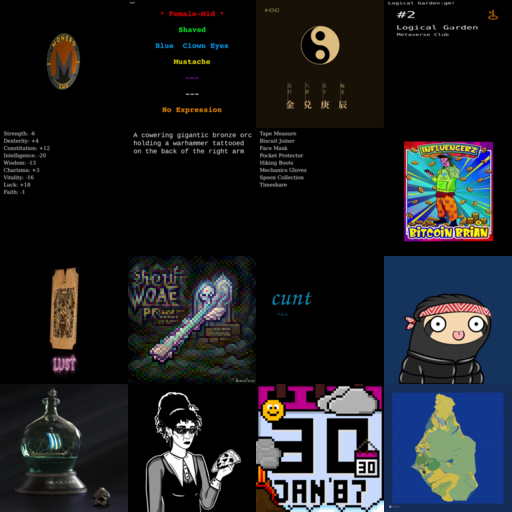 MONERO
* Female-Mid *
Shaved
Blue Clown Eyes
Mustache
---
---
No Expression
# 4342
金 兑 庚 辰
Logical Garden:gm!
#2
Logical Garden
Metaverse Club
Strength: -6
Dexterity: +4
Constitution: +12
Intelligence: -20
Wisdom: -13
Charisma: +3
Vitality: -16
Luck: +18
Faith: -1
A cowering gigantic bronze orc
holding a warhammer tattooed
on the back of the right arm
Tape Measure
Biscuit Joiner
Face Mask
Pocket Protector
Hiking Boots
Mechanics Gloves
Spoon Collection
Timeshare
INFLUENCERZ
BITCOIN BRIAN
LUST
WOAE
cunt
30
30
JAN'87